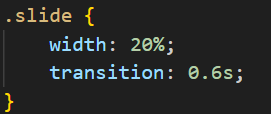 .slide {
    width: 20%;
    transition: 0.6s;
}